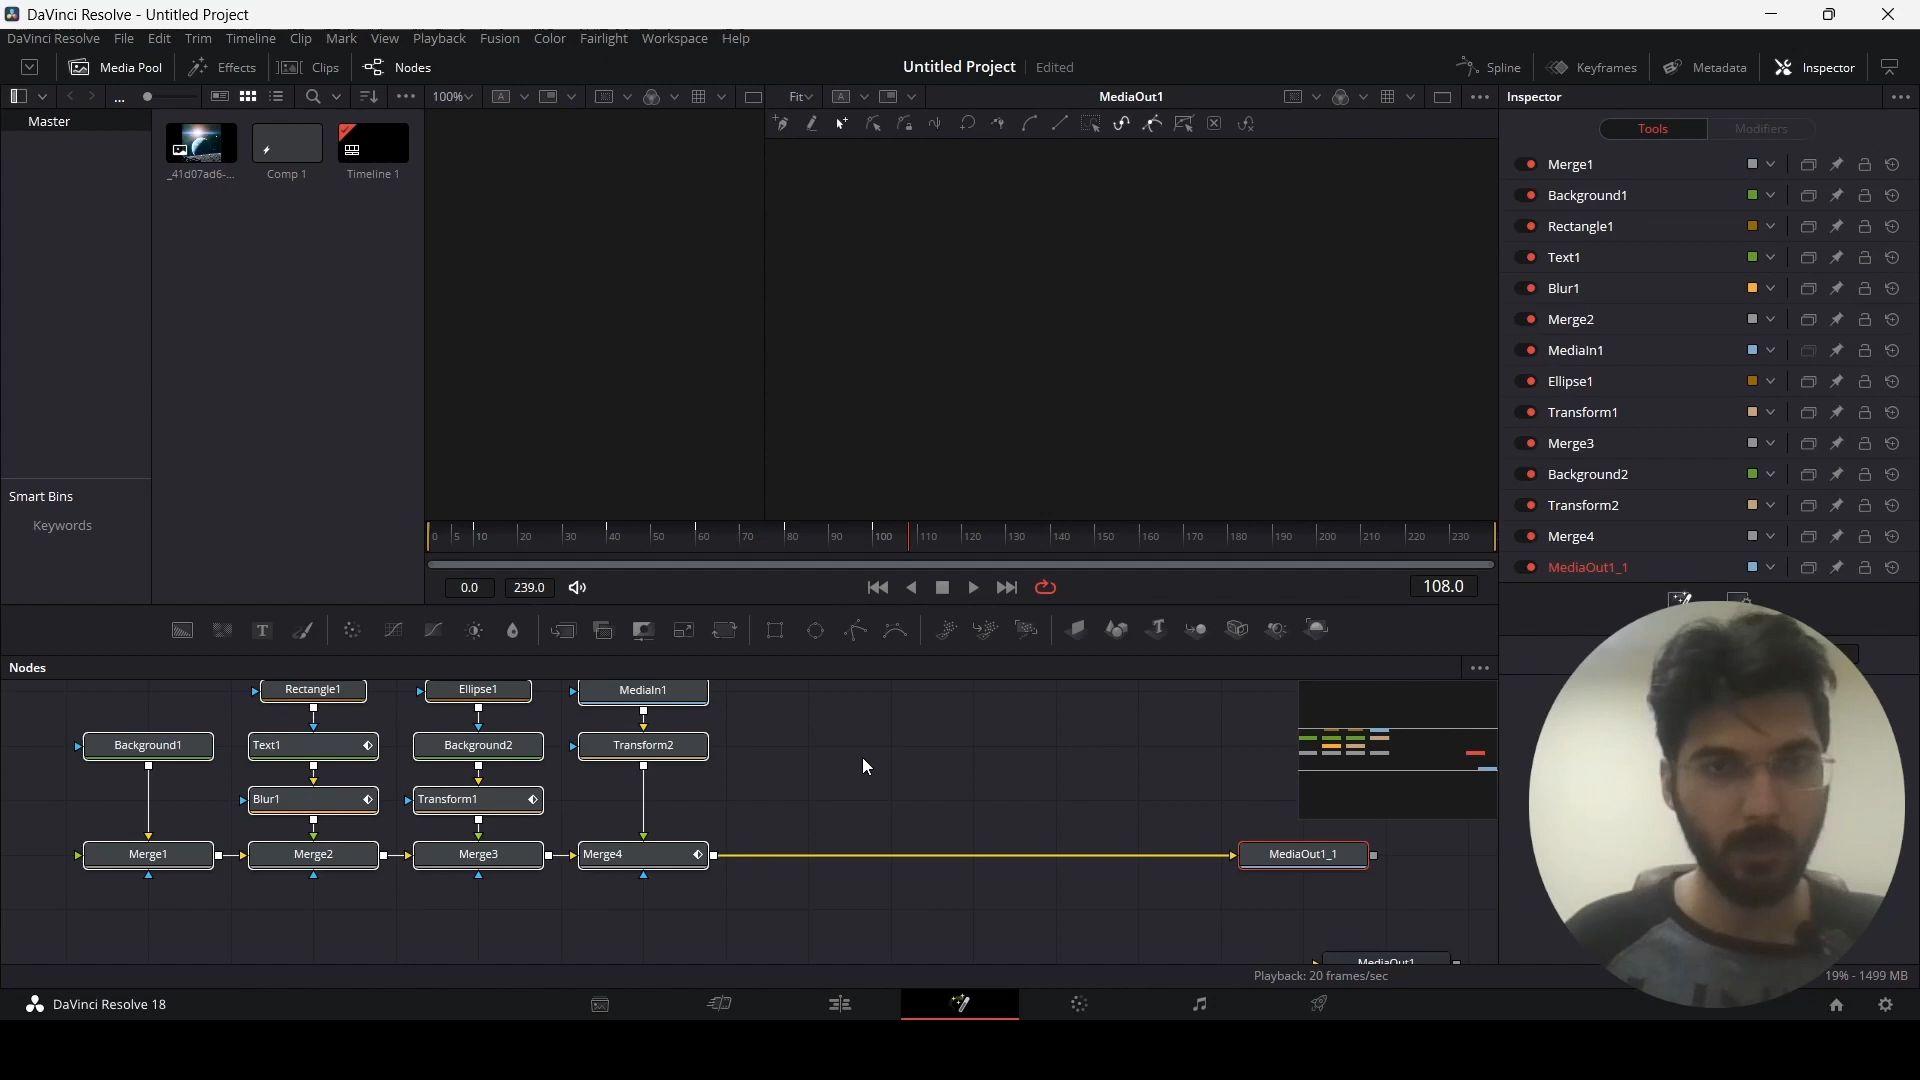 DaVinci Resolve - Untitled Project
DaVinci Resolve File Edit Trim Timeline Clip Mark View Playback Fusion Color Fairlight Workspace Help
Media Pool Effects Clips Nodes Untitled Project Edited Spline Keyframes Metadata Inspector
... 100% Fit MediaOut1 Inspector
Master
Tools Modifiers
_41d07ad6-... Comp 1 Timeline 1
Merge1
Background1
Rectangle1
Text1
Blur1
Merge2
MediaIn1
Ellipse1
Transform1
Merge3
Background2
Transform2
Merge4
MediaOut1_1
Smart Bins
Keywords
0 5 10 20 30 40 50 60 70 80 90 100 110 120 130 140 150 160 170 180 190 200 210 220 230
0.0 239.0 108.0
Nodes
Rectangle1 Ellipse1 MediaIn1
Background1 Text1 Background2 Transform2
Blur1 Transform1
Merge1 Merge2 Merge3 Merge4 MediaOut1_1
MediaOut1
Playback: 20 frames/sec 19% - 1499 MB
DaVinci Resolve 18